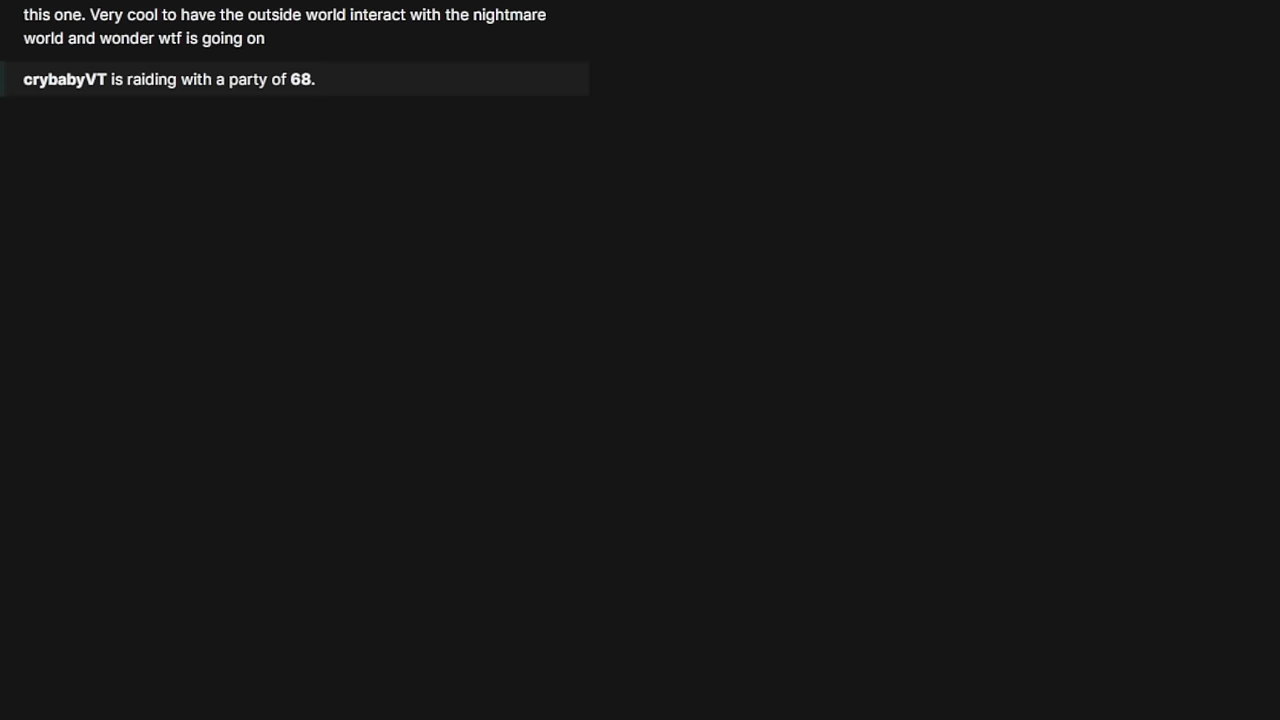 this one. Very cool to have the outside world interact with the nightmare
world and wonder wtf is going on
crybabyVT is raiding with a party of 68.